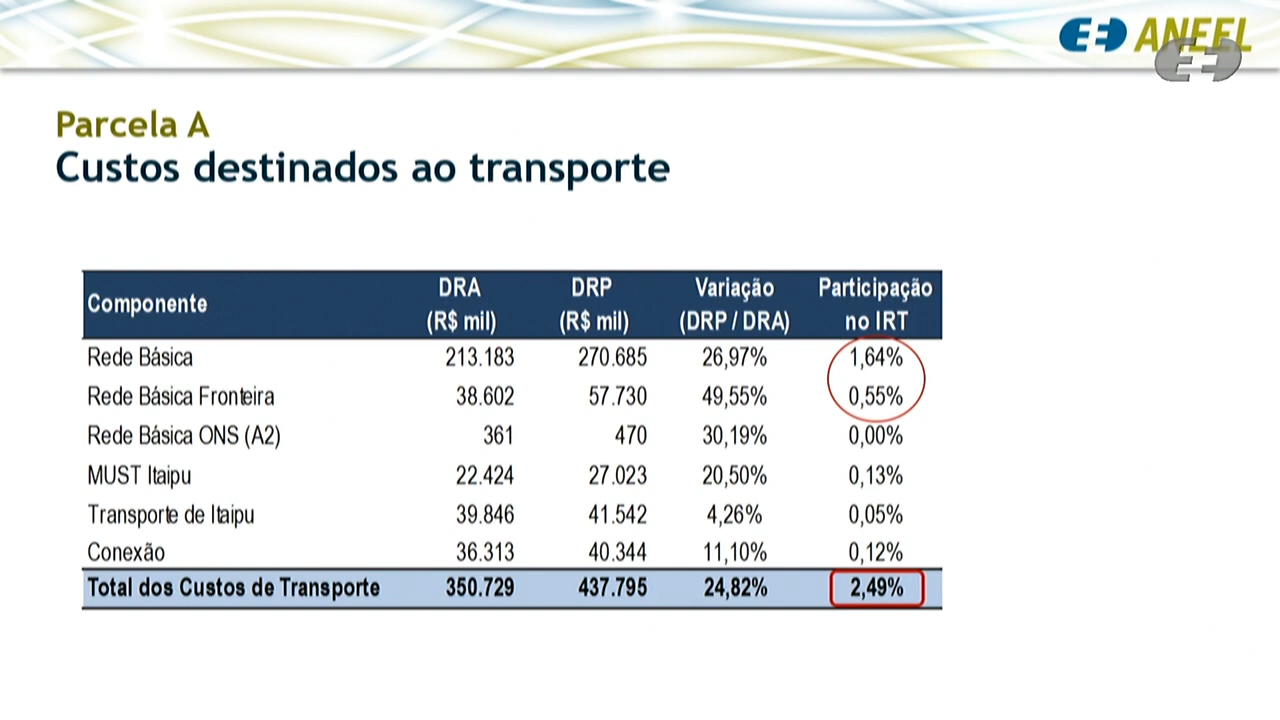 ANEEL
Parcela A
Custos destinados ao transporte
Componente DRA (R$ mil) DRP (R$ mil) Variação (DRP / DRA) Participação no IRT
Rede Básica 213.183 270.685 26,97% 1,64%
Rede Básica Fronteira 38.602 57.730 49,55% 0,55%
Rede Básica ONS (A2) 361 470 30,19% 0,00%
MUST Itaipu 22.424 27.023 20,50% 0,13%
Transporte de Itaipu 39.846 41.542 4,26% 0,05%
Conexão 36.313 40.344 11,10% 0,12%
Total dos Custos de Transporte 350.729 437.795 24,82% 2,49%